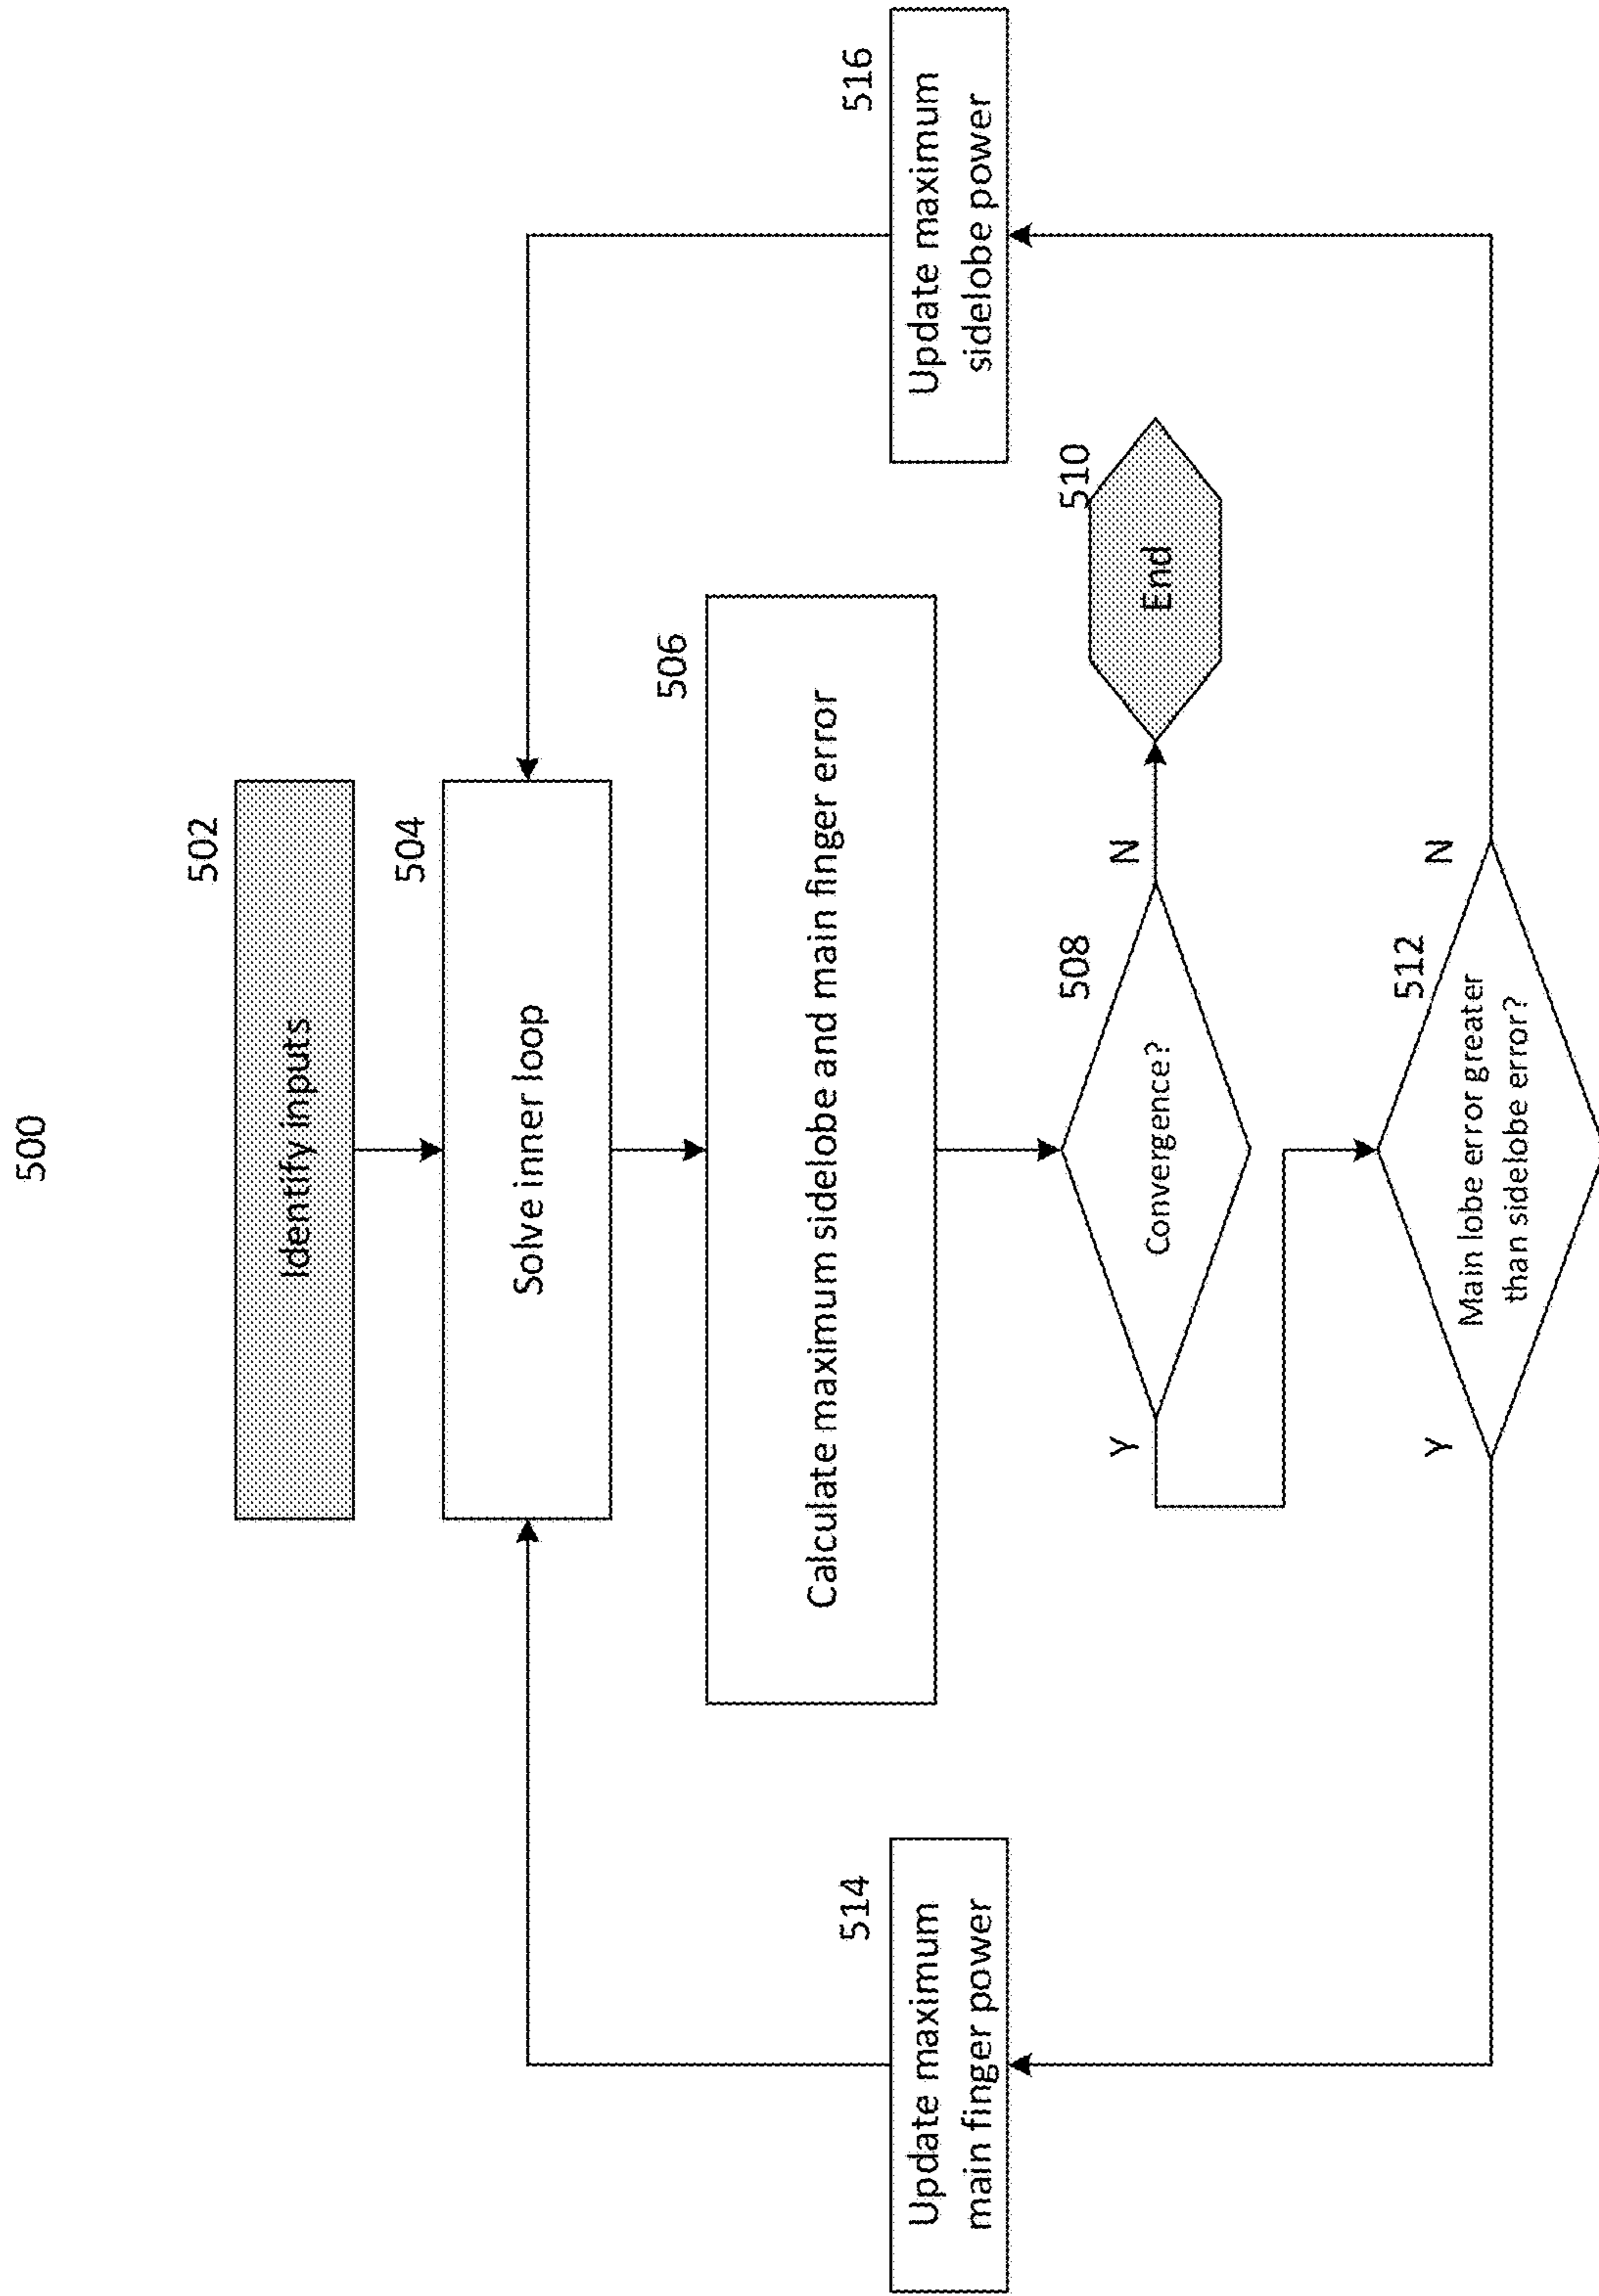 500
502
Identify inputs
504
Solve inner loop
506
Calculate maximum sidelobe and main finger error
508
Convergence?
Y
N
510
End
512
Main lobe error greater
than sidelobe error?
Y
N
514
Update maximum
main finger power
516
Update maximum
sidelobe power